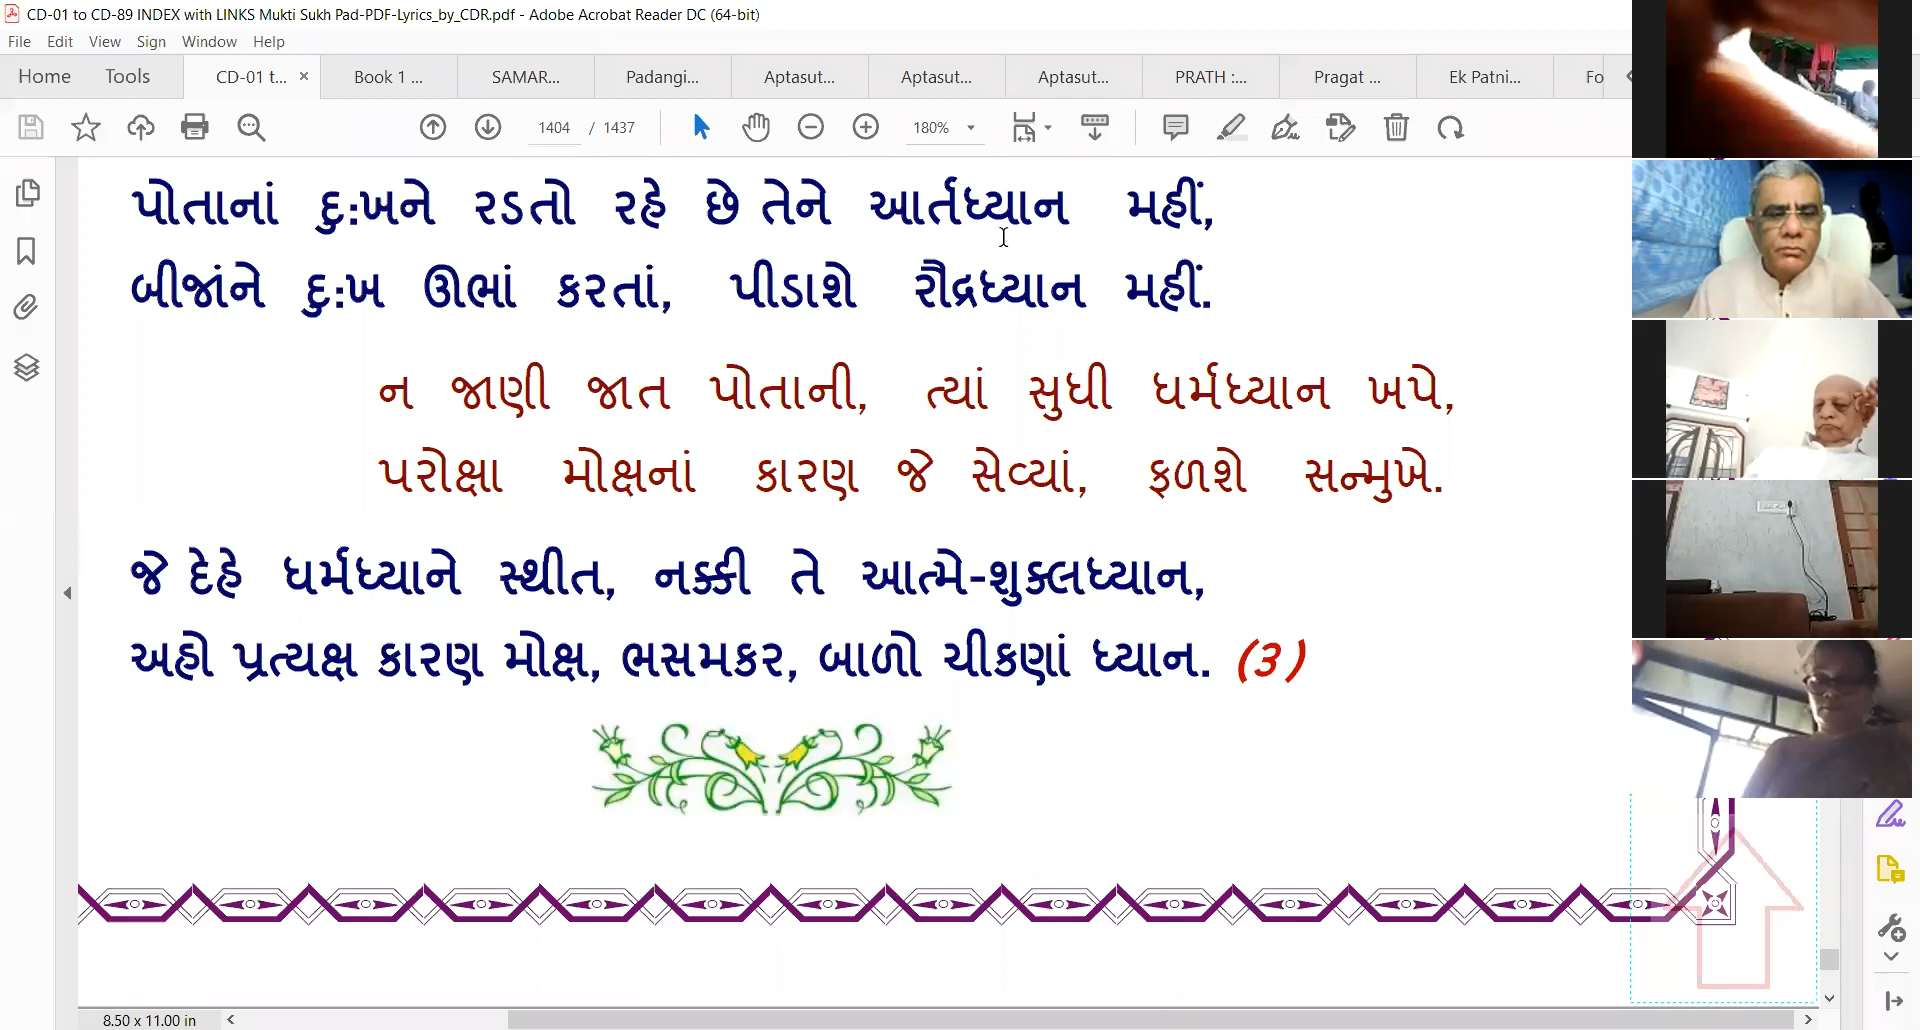 CD-01 to CD-89 INDEX with LINKS Mukti Sukh Pad-PDF-Lyrics_by_CDR.pdf - Adobe Acrobat Reader DC (64-bit)
File Edit View Sign Window Help
Home Tools CD-01 t... × Book 1 ... SAMAR... Padangi... Aptasut... Aptasut... Aptasut... PRATH :... Pragat ... Ek Patni... Fo
1404 / 1437 180%
પોતાનાં દુ:ખને રડતો રહે છે તેને આર્તધ્યાન મહીં,
બીજાંને દુ:ખ ઊભાં કરતાં, પીડાશે રૌદ્રધ્યાન મહીં.
ન જાણી જાત પોતાની, ત્યાં સુધી ધર્મધ્યાન ખપે,
પરોક્ષા મોક્ષનાં કારણ જે સેવ્યાં, ફળશે સન્મુખે.
જે દેહે ધર્મધ્યાને સ્થીત, નક્કી તે આત્મે-શુક્લધ્યાન,
અહો પ્રત્યક્ષ કારણ મોક્ષ, ભસમકર, બાળો ચીકણાં ધ્યાન. (3)
8.50 x 11.00 in